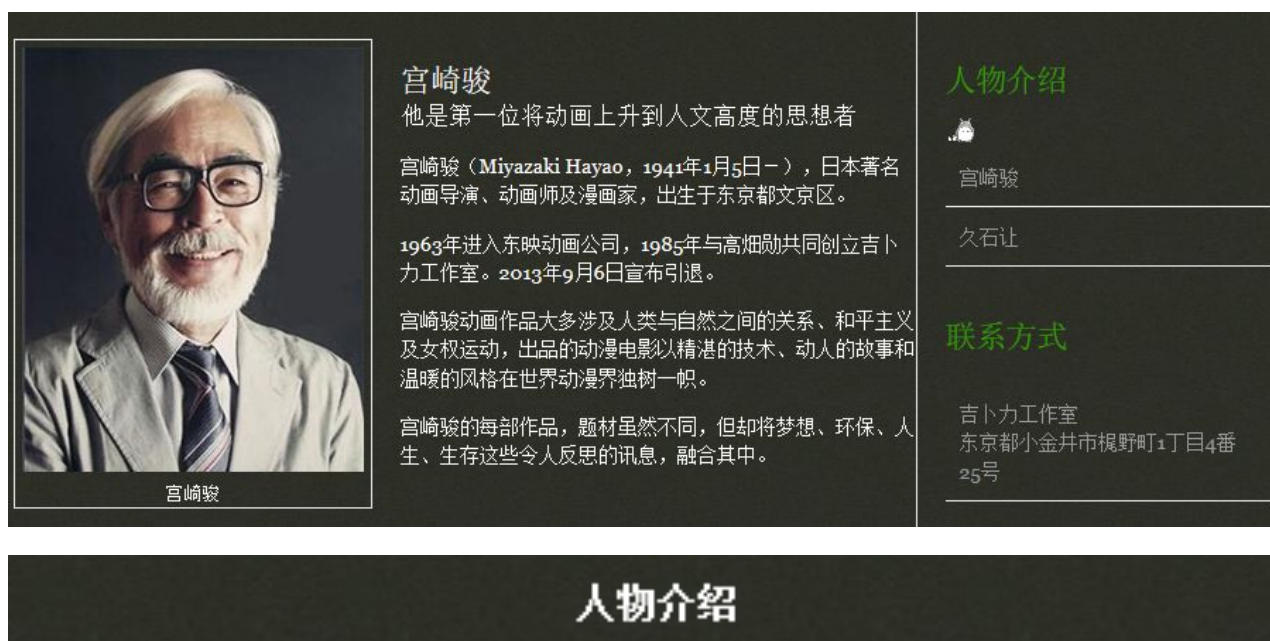 宫崎骏
宫崎骏
他是第一位将动画上升到人文高度的思想者
宫崎骏（Miyazaki Hayao，1941年1月5日－），日本著名
动画导演、动画师及漫画家，出生于东京都文京区。
1963年进入东映动画公司，1985年与高畑勋共同创立吉卜
力工作室。2013年9月6日宣布引退。
宫崎骏动画作品大多涉及人类与自然之间的关系、和平主义
及女权运动，出品的动漫电影以精湛的技术、动人的故事和
温暖的风格在世界动漫界独树一帜。
宫崎骏的每部作品，题材虽然不同，但却将梦想、环保、人
生、生存这些令人反思的讯息，融合其中。
人物介绍
宫崎骏
久石让
联系方式
吉卜力工作室
东京都小金井市梶野町1丁目4番
25号
人物介绍